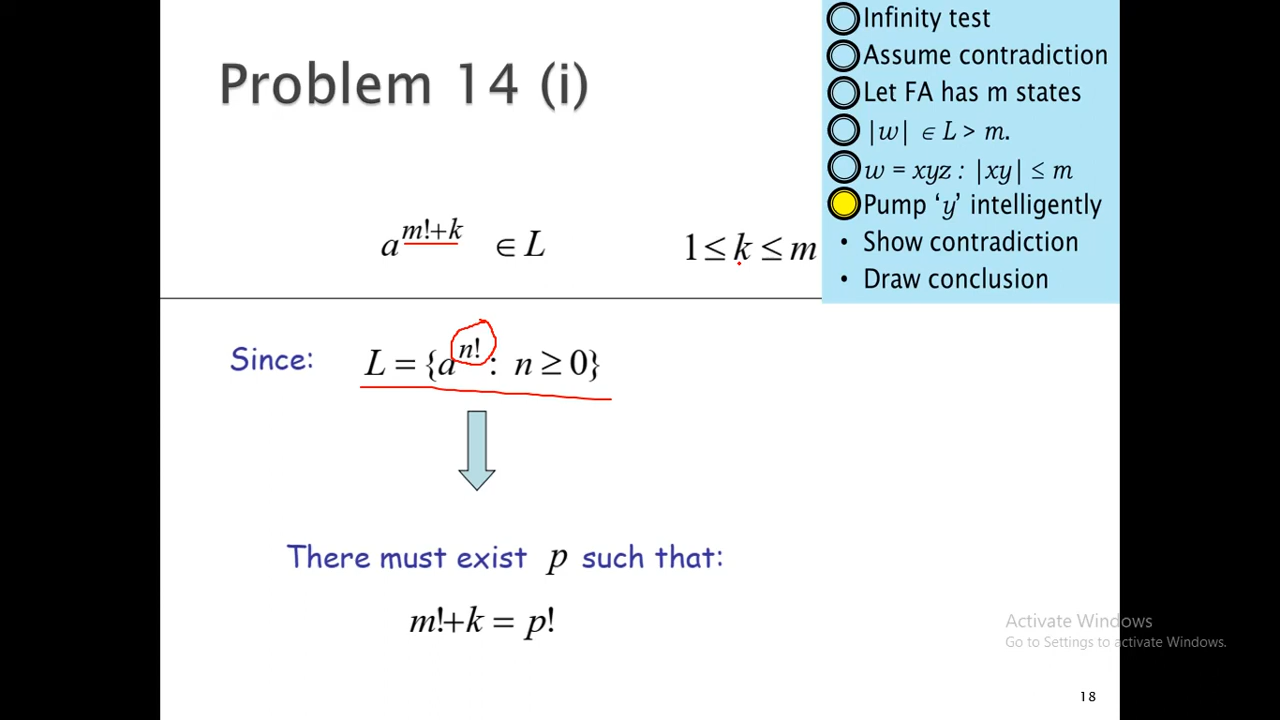 Problem 14 (i)
Infinity test
Assume contradiction
Let FA has m states
|w| ∈ L > m.
w = xyz : |xy| ≤ m
Pump ‘y’ intelligently
• Show contradiction
• Draw conclusion
a^{m!+k} ∈ L 1 ≤ k ≤ m
Since: L = {a^{n!} : n ≥ 0}
There must exist p such that:
m!+k = p!
Activate Windows
Go to Settings to activate Windows.
18